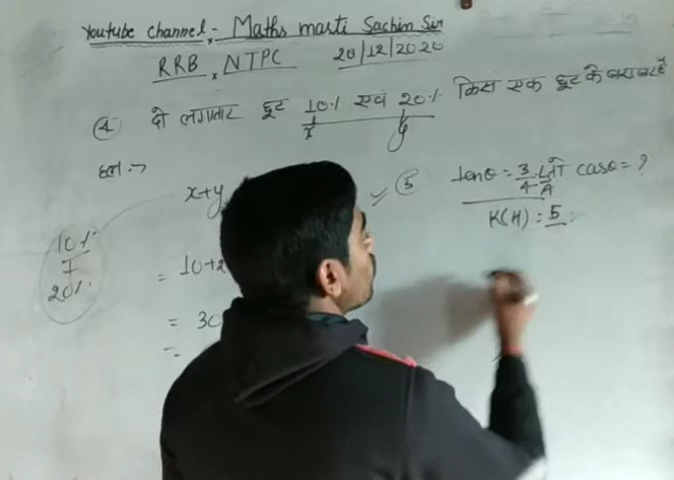 Youtube channel - Maths masti Sachin Sir
RRB NTPC 20/12/2020
④ दो लगातार छूट 10% एवं 20% किस एक छूट के बराबर है
x y
हल :-
x+y
10%
20%
= 10+2
= 30
=
⑤ tanθ = 3/4 तो cosθ = ?
K(H) = 5